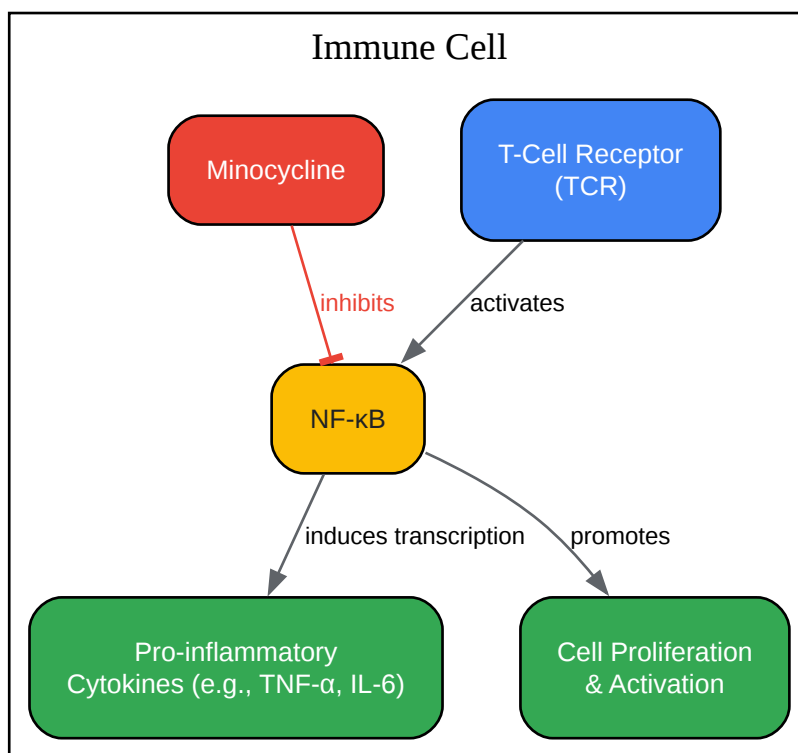 Immune Cell
Minocycline
T-Cell Receptor
(TCR)
inhibits
activates
NF-κB
induces transcription
promotes
Pro-inflammatory
Cytokines (e.g., TNF-α, IL-6)
Cell Proliferation
& Activation